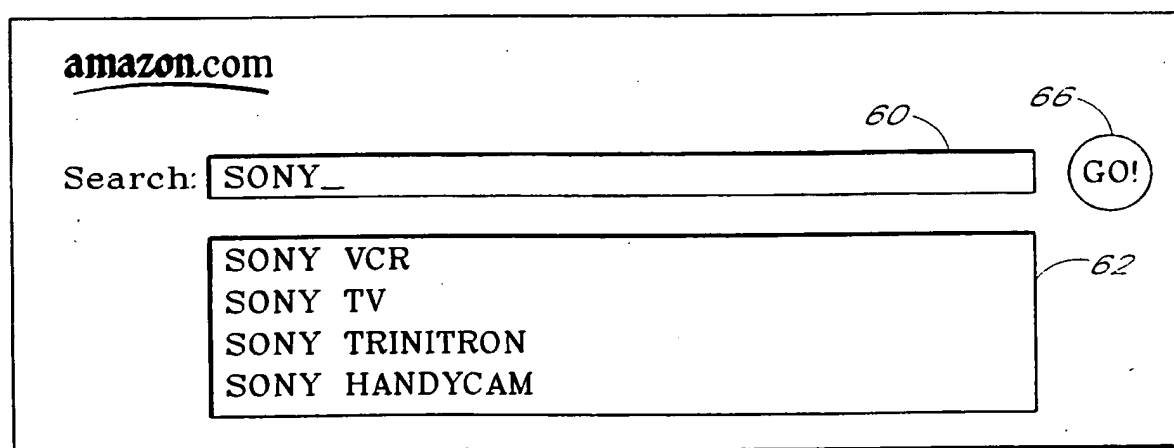 amazon.com
66
60
Search: SONY_ GO!
SONY VCR
62
SONY TV
SONY TRINITRON
SONY HANDYCAM